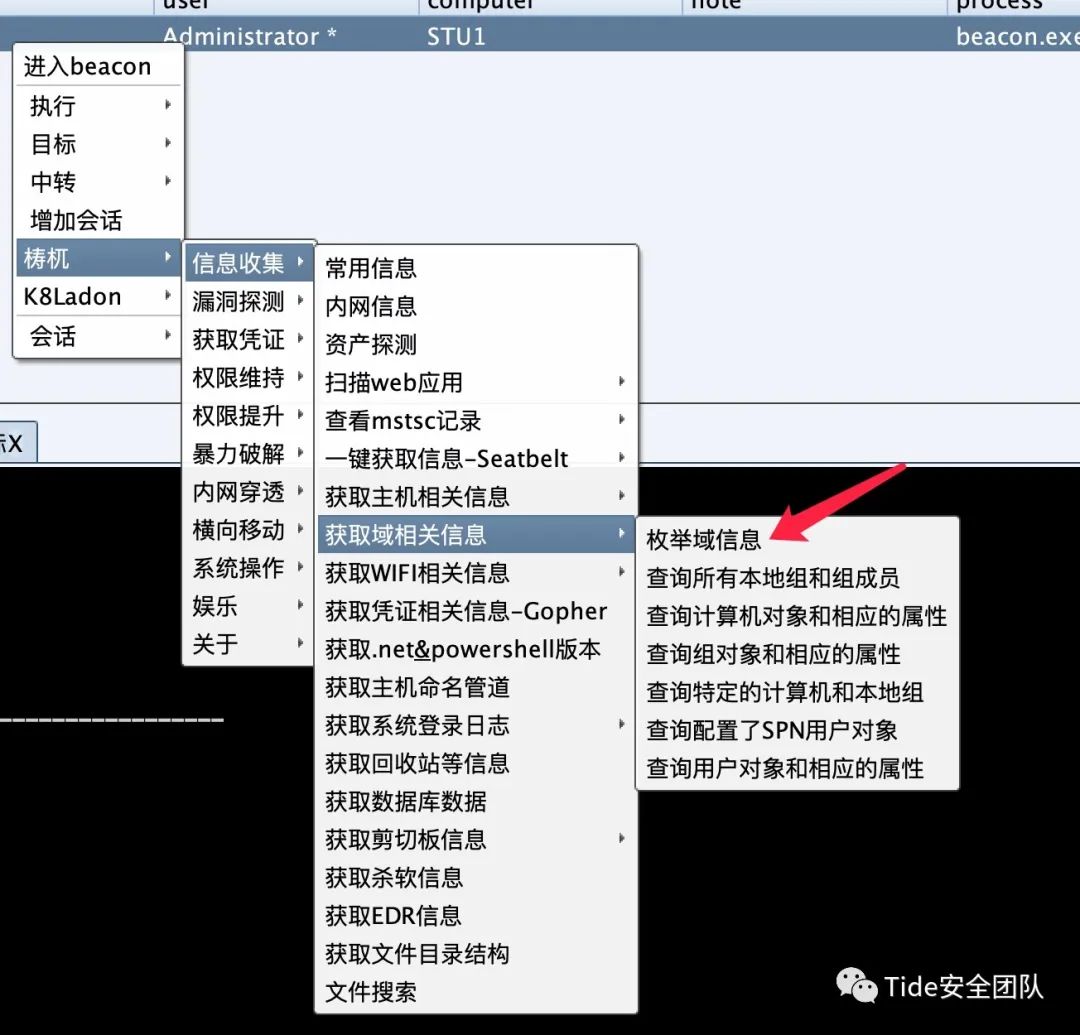 user computer note process
Administrator * STU1 beacon.exe
进入beacon
执行
目标
中转
增加会话
梼杌
K8Ladon
会话
信息收集
漏洞探测
获取凭证
权限维持
权限提升
暴力破解
内网穿透
横向移动
系统操作
娱乐
关于
常用信息
内网信息
资产探测
扫描web应用
查看mstsc记录
一键获取信息-Seatbelt
获取主机相关信息
获取域相关信息
获取WIFI相关信息
获取凭证相关信息-Gopher
获取.net&powershell版本
获取主机命名管道
获取系统登录日志
获取回收站等信息
获取数据库数据
获取剪切板信息
获取杀软信息
获取EDR信息
获取文件目录结构
文件搜索
枚举域信息
查询所有本地组和组成员
查询计算机对象和相应的属性
查询组对象和相应的属性
查询特定的计算机和本地组
查询配置了SPN用户对象
查询用户对象和相应的属性
X
Tide安全团队